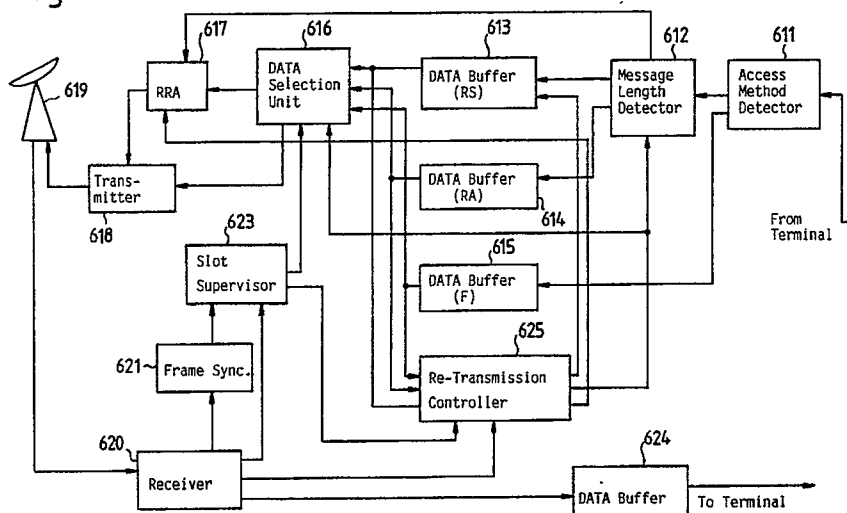 617
616
613
612
611
619
RRA
DATA
Selection
Unit
DATA Buffer
(RS)
Message
Length
Detector
Access
Method
Detector
Trans-
mitter
618
DATA Buffer
(RA)
614
From
Terminal
623
Slot
Supervisor
615
DATA Buffer
(F)
621
Frame Sync.
625
Re-Transmission
Controller
620
Receiver
624
DATA Buffer
To Terminal